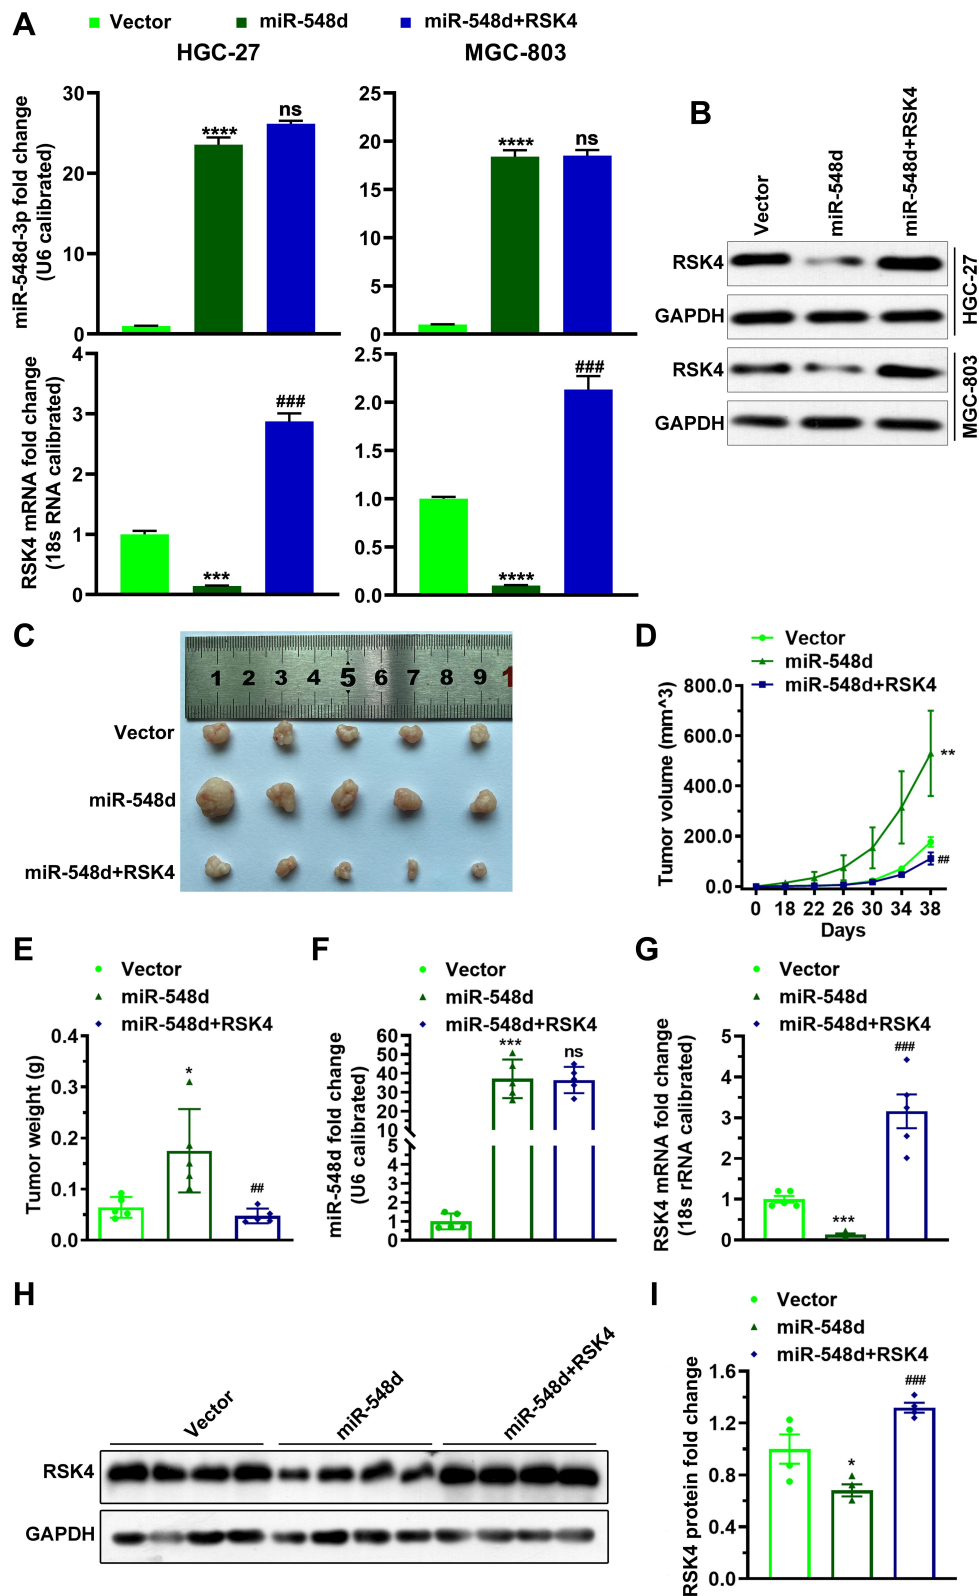 A
Vector
miR-548d
miR-548d+RSK4
HGC-27
MGC-803
miR-548d-3p fold change
(U6 calibrated)
30
20
10
0
****
ns
25
20
15
10
5
0
****
ns
RSK4 mRNA fold change
(18s RNA calibrated)
4
3
2
1
0
***
###
2.5
2.0
1.5
1.0
0.5
0.0
****
###
B
Vector
miR-548d
miR-548d+RSK4
RSK4
GAPDH
HGC-27
RSK4
GAPDH
MGC-803
C
1 2 3 4 5 6 7 8 9 1
Vector
miR-548d
miR-548d+RSK4
D
Vector
miR-548d
miR-548d+RSK4
Tumor volume (mm^3)
800.0
600.0
400.0
200.0
0.0
**
##
0 18 22 26 30 34 38
Days
E
Vector
miR-548d
miR-548d+RSK4
Tumor weight (g)
0.4
0.3
0.2
0.1
0.0
*
##
F
Vector
miR-548d
miR-548d+RSK4
miR-548d fold change
(U6 calibrated)
60
50
40
30
20
10
5
4
3
2
1
0
***
ns
G
Vector
miR-548d
miR-548d+RSK4
RSK4 mRNA fold change
(18s rRNA calibrated)
5
4
3
2
1
0
***
###
H
Vector
miR-548d
miR-548d+RSK4
RSK4
GAPDH
I
Vector
miR-548d
miR-548d+RSK4
RSK4 protein fold change
1.6
1.2
0.8
0.4
0.0
*
###